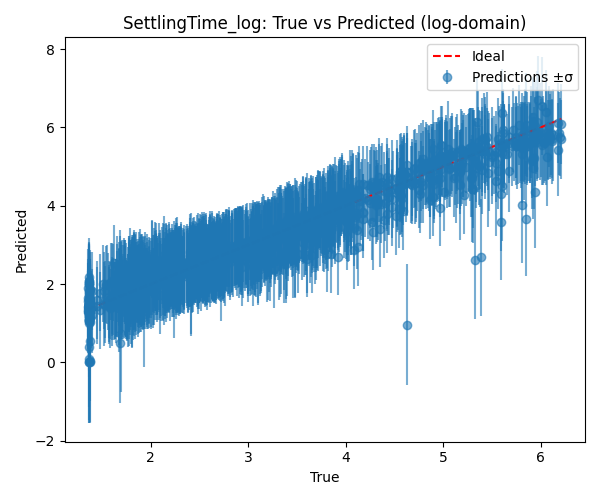 SettlingTime_log: True vs Predicted (log-domain)
Ideal
Predictions ±σ
8
6
4
2
0
−2
Predicted
2
3
4
5
6
True